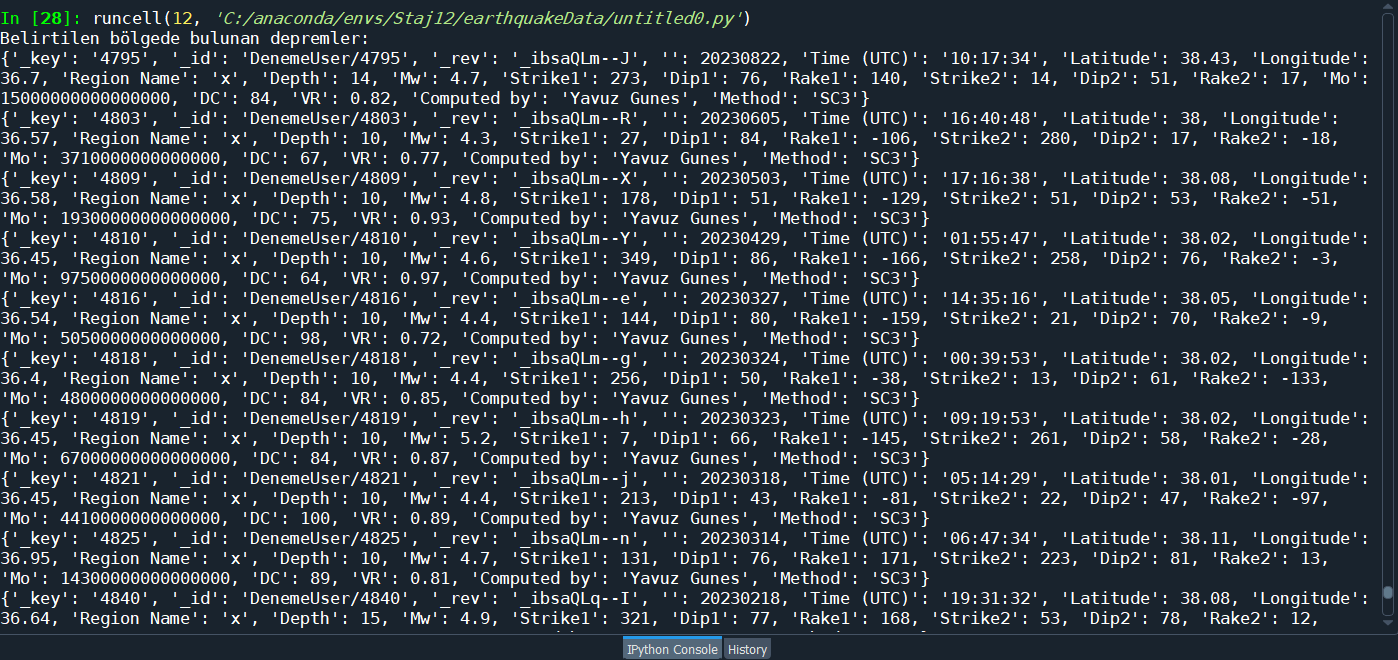 In [28]: runcell(12, 'C:/anaconda/envs/Staj12/earthquakeData/untitled0.py')
Belirtilen bölgede bulunan depremler:
{'_key': '4795', '_id': 'DenemeUser/4795', '_rev': '_ibsaQLm--J', '': 20230822, 'Time (UTC)': '10:17:34', 'Latitude': 38.43, 'Longitude':
36.7, 'Region Name': 'x', 'Depth': 14, 'Mw': 4.7, 'Strike1': 273, 'Dip1': 76, 'Rake1': 140, 'Strike2': 14, 'Dip2': 51, 'Rake2': 17, 'Mo':
15000000000000000, 'DC': 84, 'VR': 0.82, 'Computed by': 'Yavuz Gunes', 'Method': 'SC3'}
{'_key': '4803', '_id': 'DenemeUser/4803', '_rev': '_ibsaQLm--R', '': 20230605, 'Time (UTC)': '16:40:48', 'Latitude': 38, 'Longitude':
36.57, 'Region Name': 'x', 'Depth': 10, 'Mw': 4.3, 'Strike1': 27, 'Dip1': 84, 'Rake1': -106, 'Strike2': 280, 'Dip2': 17, 'Rake2': -18,
'Mo': 3710000000000000, 'DC': 67, 'VR': 0.77, 'Computed by': 'Yavuz Gunes', 'Method': 'SC3'}
{'_key': '4809', '_id': 'DenemeUser/4809', '_rev': '_ibsaQLm--X', '': 20230503, 'Time (UTC)': '17:16:38', 'Latitude': 38.08, 'Longitude':
36.58, 'Region Name': 'x', 'Depth': 10, 'Mw': 4.8, 'Strike1': 178, 'Dip1': 51, 'Rake1': -129, 'Strike2': 51, 'Dip2': 53, 'Rake2': -51,
'Mo': 19300000000000000, 'DC': 75, 'VR': 0.93, 'Computed by': 'Yavuz Gunes', 'Method': 'SC3'}
{'_key': '4810', '_id': 'DenemeUser/4810', '_rev': '_ibsaQLm--Y', '': 20230429, 'Time (UTC)': '01:55:47', 'Latitude': 38.02, 'Longitude':
36.45, 'Region Name': 'x', 'Depth': 10, 'Mw': 4.6, 'Strike1': 349, 'Dip1': 86, 'Rake1': -166, 'Strike2': 258, 'Dip2': 76, 'Rake2': -3,
'Mo': 9750000000000000, 'DC': 64, 'VR': 0.97, 'Computed by': 'Yavuz Gunes', 'Method': 'SC3'}
{'_key': '4816', '_id': 'DenemeUser/4816', '_rev': '_ibsaQLm--e', '': 20230327, 'Time (UTC)': '14:35:16', 'Latitude': 38.05, 'Longitude':
36.54, 'Region Name': 'x', 'Depth': 10, 'Mw': 4.4, 'Strike1': 144, 'Dip1': 80, 'Rake1': -159, 'Strike2': 21, 'Dip2': 70, 'Rake2': -9,
'Mo': 5050000000000000, 'DC': 98, 'VR': 0.72, 'Computed by': 'Yavuz Gunes', 'Method': 'SC3'}
{'_key': '4818', '_id': 'DenemeUser/4818', '_rev': '_ibsaQLm--g', '': 20230324, 'Time (UTC)': '00:39:53', 'Latitude': 38.02, 'Longitude':
36.4, 'Region Name': 'x', 'Depth': 10, 'Mw': 4.4, 'Strike1': 256, 'Dip1': 50, 'Rake1': -38, 'Strike2': 13, 'Dip2': 61, 'Rake2': -133,
'Mo': 4800000000000000, 'DC': 84, 'VR': 0.85, 'Computed by': 'Yavuz Gunes', 'Method': 'SC3'}
{'_key': '4819', '_id': 'DenemeUser/4819', '_rev': '_ibsaQLm--h', '': 20230323, 'Time (UTC)': '09:19:53', 'Latitude': 38.02, 'Longitude':
36.45, 'Region Name': 'x', 'Depth': 10, 'Mw': 5.2, 'Strike1': 7, 'Dip1': 66, 'Rake1': -145, 'Strike2': 261, 'Dip2': 58, 'Rake2': -28,
'Mo': 67000000000000000, 'DC': 84, 'VR': 0.87, 'Computed by': 'Yavuz Gunes', 'Method': 'SC3'}
{'_key': '4821', '_id': 'DenemeUser/4821', '_rev': '_ibsaQLm--j', '': 20230318, 'Time (UTC)': '05:14:29', 'Latitude': 38.01, 'Longitude':
36.45, 'Region Name': 'x', 'Depth': 10, 'Mw': 4.4, 'Strike1': 213, 'Dip1': 43, 'Rake1': -81, 'Strike2': 22, 'Dip2': 47, 'Rake2': -97,
'Mo': 4410000000000000, 'DC': 100, 'VR': 0.89, 'Computed by': 'Yavuz Gunes', 'Method': 'SC3'}
{'_key': '4825', '_id': 'DenemeUser/4825', '_rev': '_ibsaQLm--n', '': 20230314, 'Time (UTC)': '06:47:34', 'Latitude': 38.11, 'Longitude':
36.95, 'Region Name': 'x', 'Depth': 10, 'Mw': 4.7, 'Strike1': 131, 'Dip1': 76, 'Rake1': 171, 'Strike2': 223, 'Dip2': 81, 'Rake2': 13,
'Mo': 14300000000000000, 'DC': 89, 'VR': 0.81, 'Computed by': 'Yavuz Gunes', 'Method': 'SC3'}
{'_key': '4840', '_id': 'DenemeUser/4840', '_rev': '_ibsaQLq--I', '': 20230218, 'Time (UTC)': '19:31:32', 'Latitude': 38.08, 'Longitude':
36.64, 'Region Name': 'x', 'Depth': 15, 'Mw': 4.9, 'Strike1': 321, 'Dip1': 77, 'Rake1': 168, 'Strike2': 53, 'Dip2': 78, 'Rake2': 12,
IPython Console History